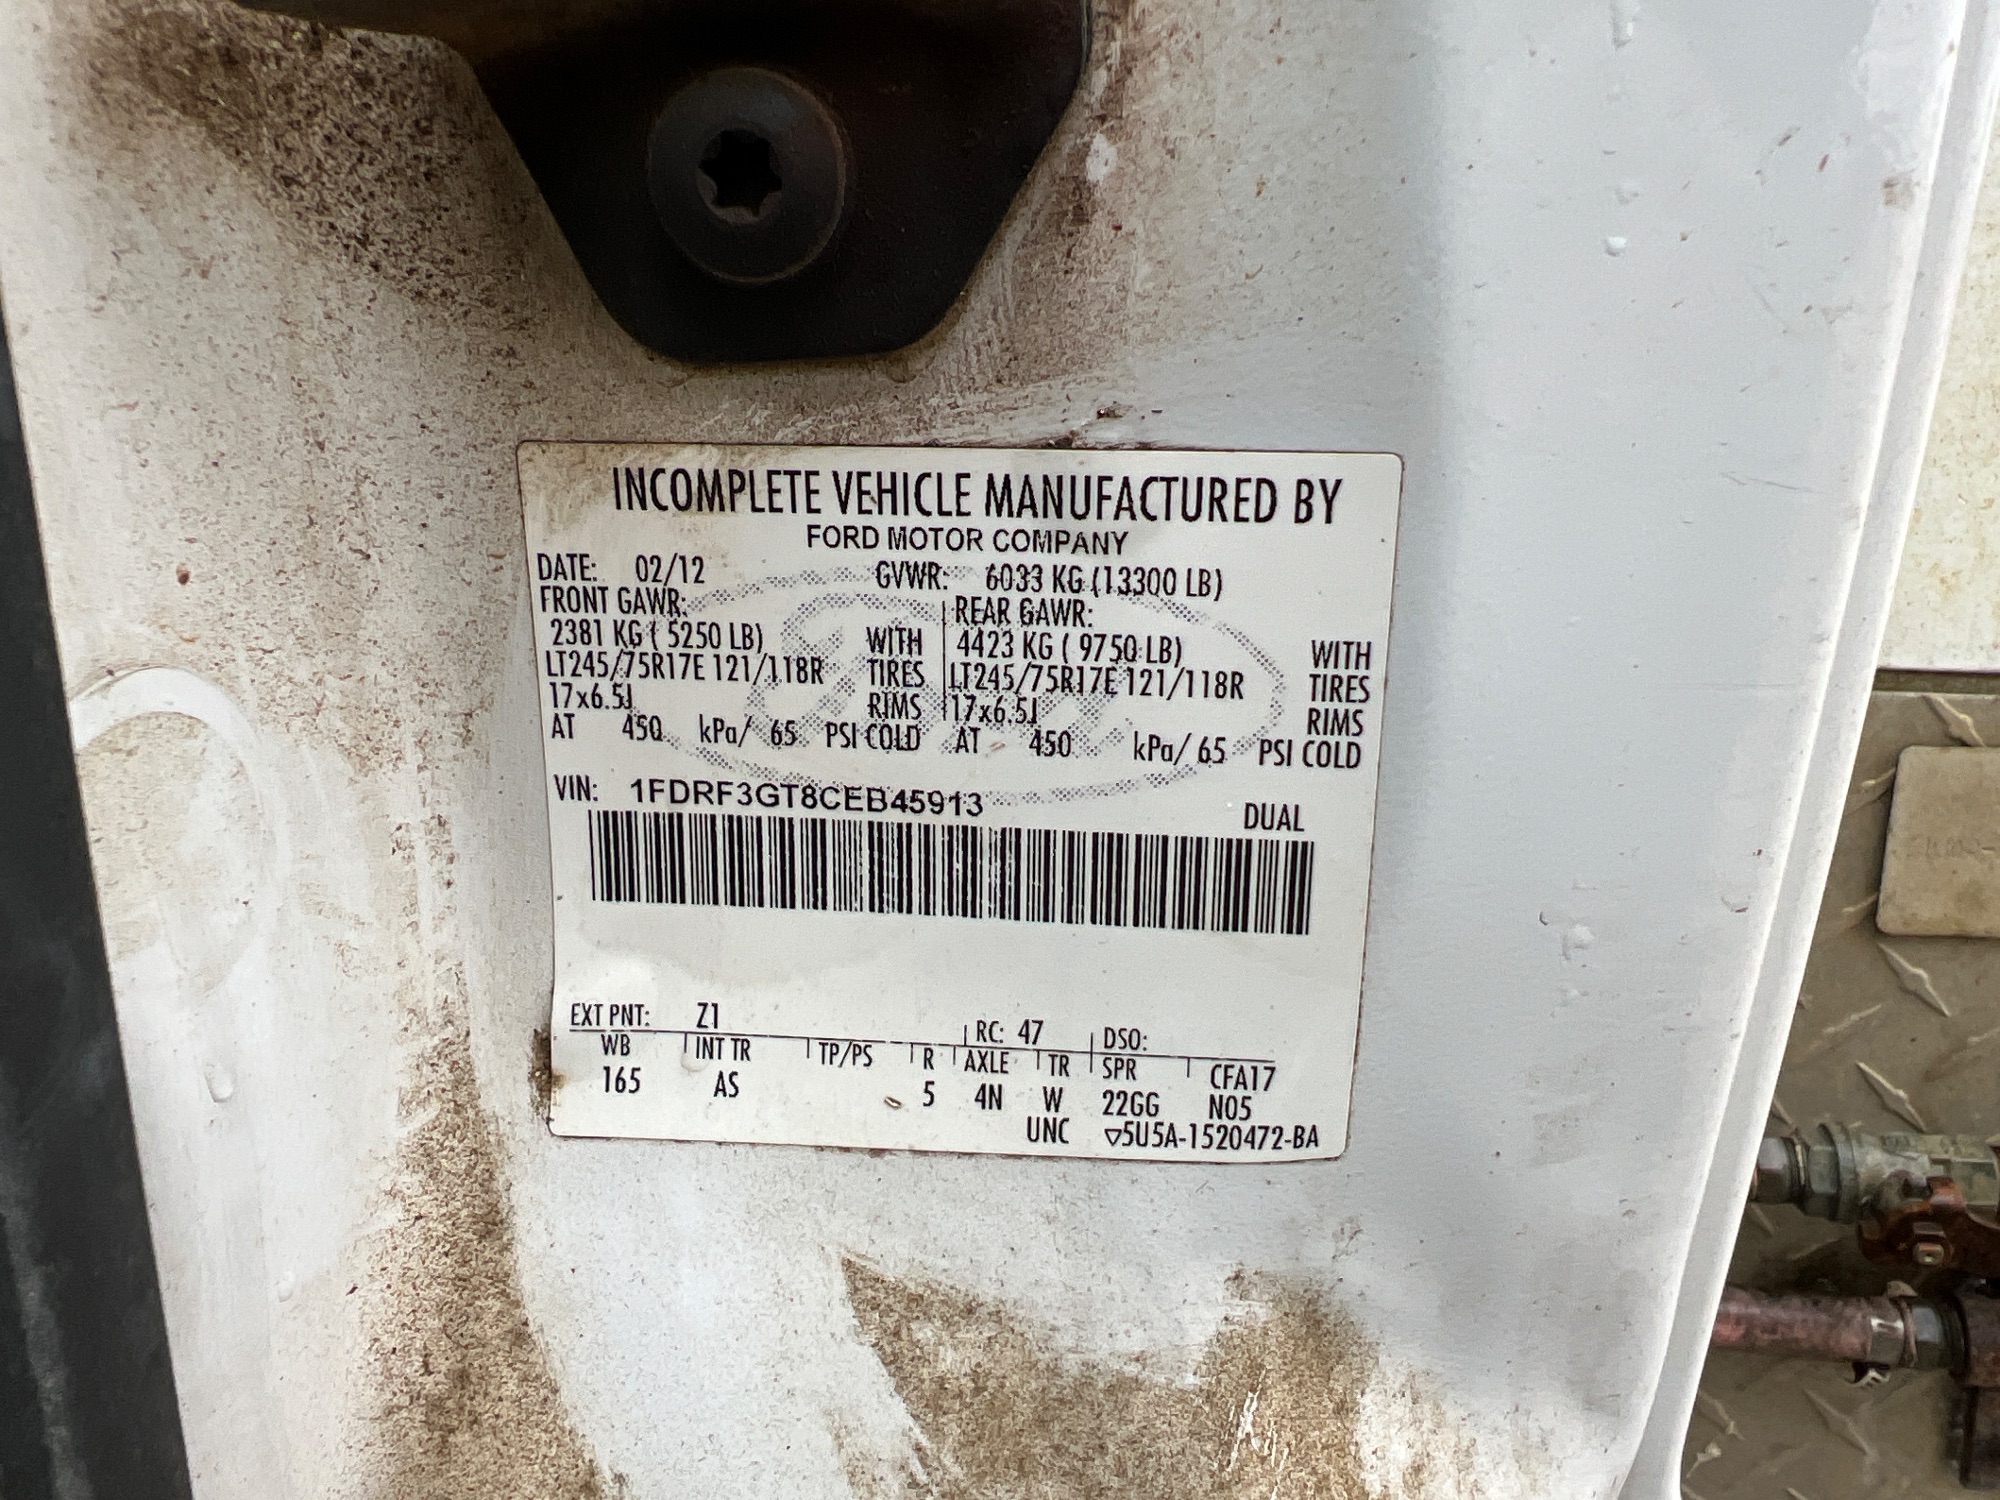 INCOMPLETE VEHICLE MANUFACTURED BY
FORD MOTOR COMPANY
DATE: 02/12 GVWR: 6033 KG (13300 LB)
FRONT GAWR: REAR GAWR:
2381 KG ( 5250 LB) WITH 4423 KG ( 9750 LB) WITH
LT245/75R17E 121/118R TIRES LT245/75R17E 121/118R TIRES
17x6.5J RIMS 17x6.5J RIMS
AT 450 kPa/ 65 PSI COLD AT 450 kPa/ 65 PSI COLD
VIN: 1FDRF3GT8CEB45913 DUAL
EXT PNT: Z1 RC: 47 DSO:
WB INT TR TP/PS R AXLE TR SPR CFA17
165 AS 5 4N W 22GG N05
UNC ▽5U5A-1520472-BA